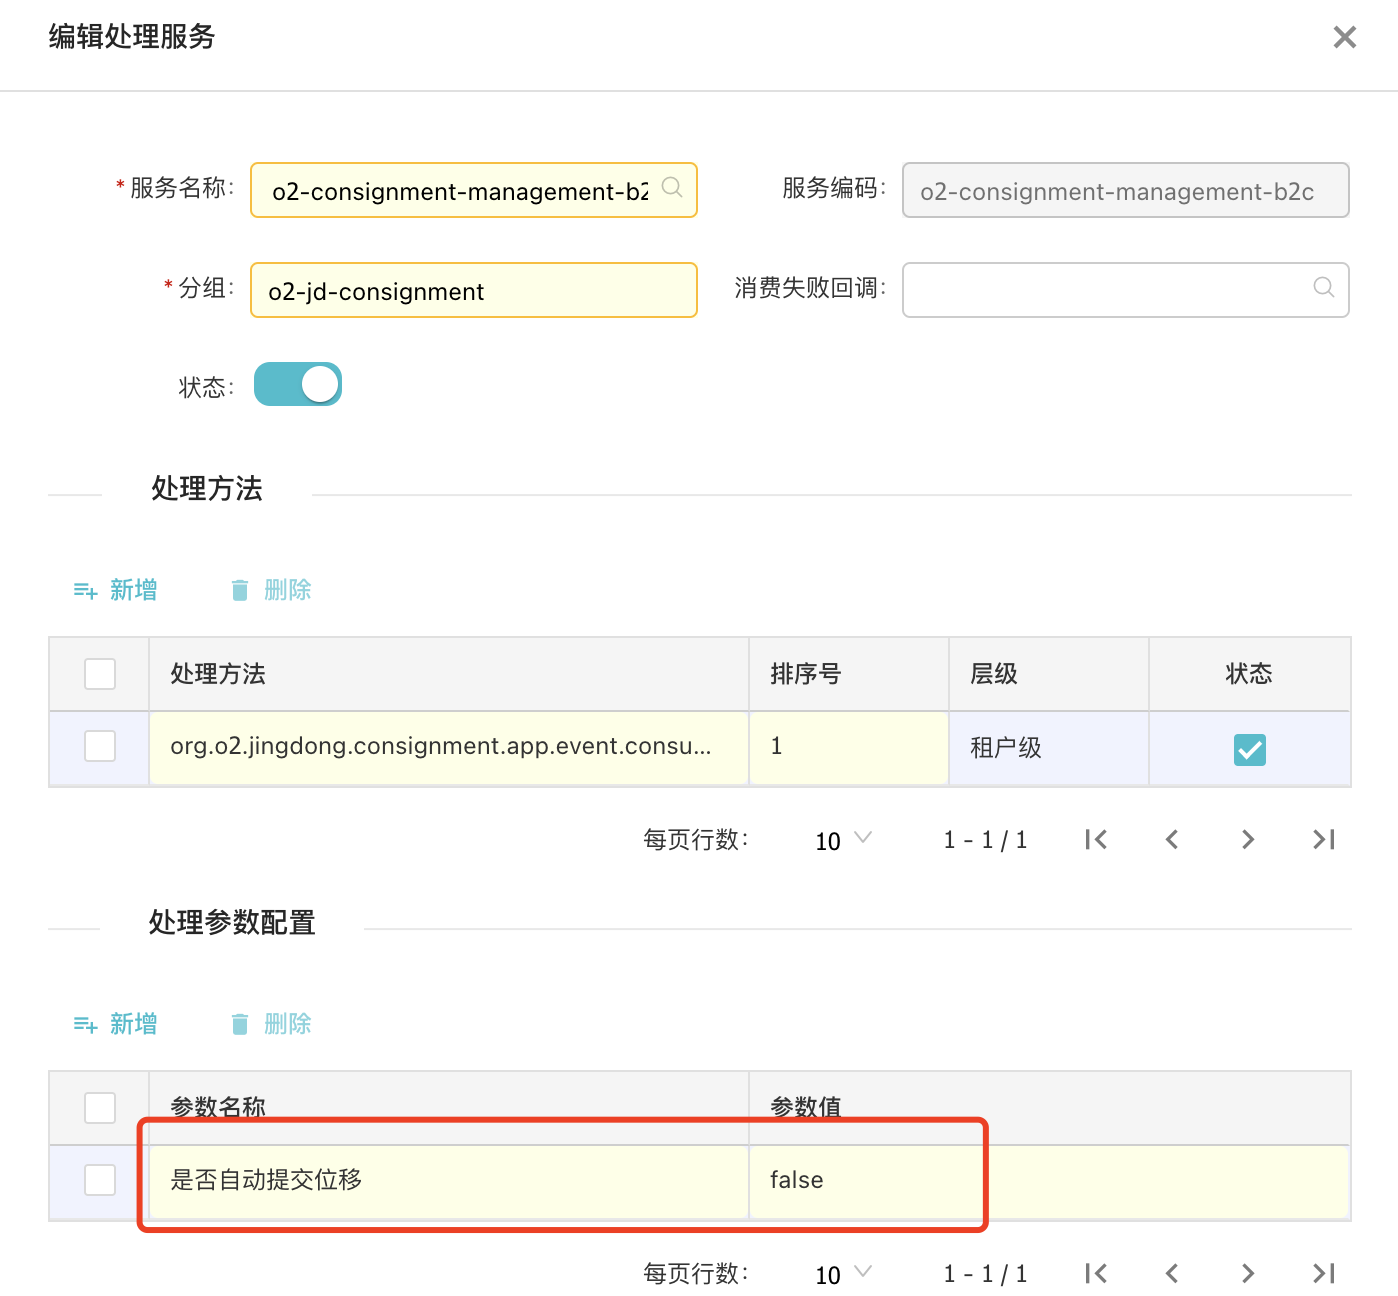 编辑处理服务
* 服务名称: o2-consignment-management-b2 服务编码: o2-consignment-management-b2c
* 分组: o2-jd-consignment 消费失败回调:
状态:
处理方法
新增 删除
处理方法 排序号 层级 状态
org.o2.jingdong.consignment.app.event.consu... 1 租户级
每页行数: 10 1 - 1 / 1
处理参数配置
新增 删除
参数名称 参数值
是否自动提交位移 false
每页行数: 10 1 - 1 / 1